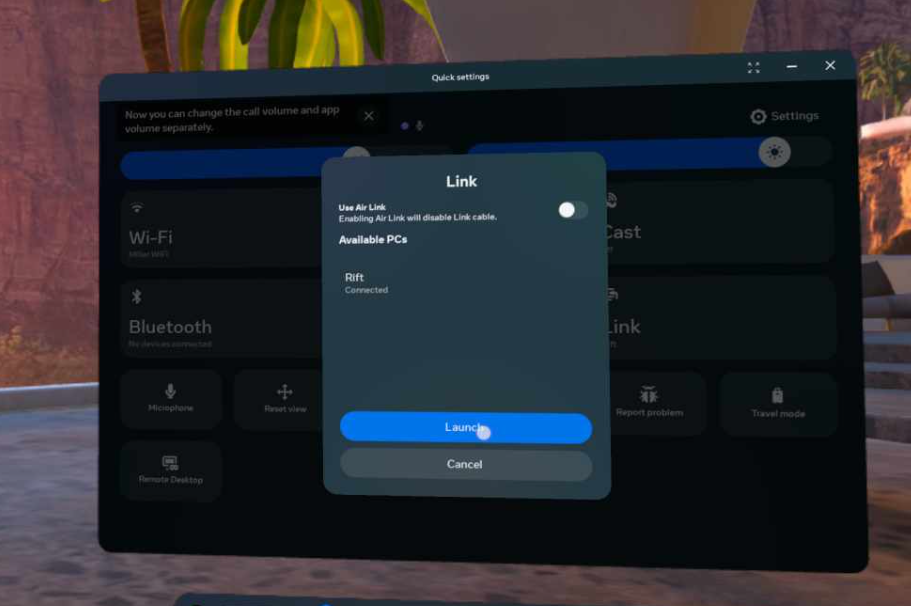 Quick settings
Now you can change the call volume and app
volume separately.
Settings
Link
Use Air Link
Enabling Air Link will disable Link cable.
Available PCs
Rift
Connected
Launch
Cancel
Wi-Fi
Miller WiFi
Bluetooth
No devices connected
Cast
Link
Microphone
Reset view
Report problem
Travel mode
Remote Desktop